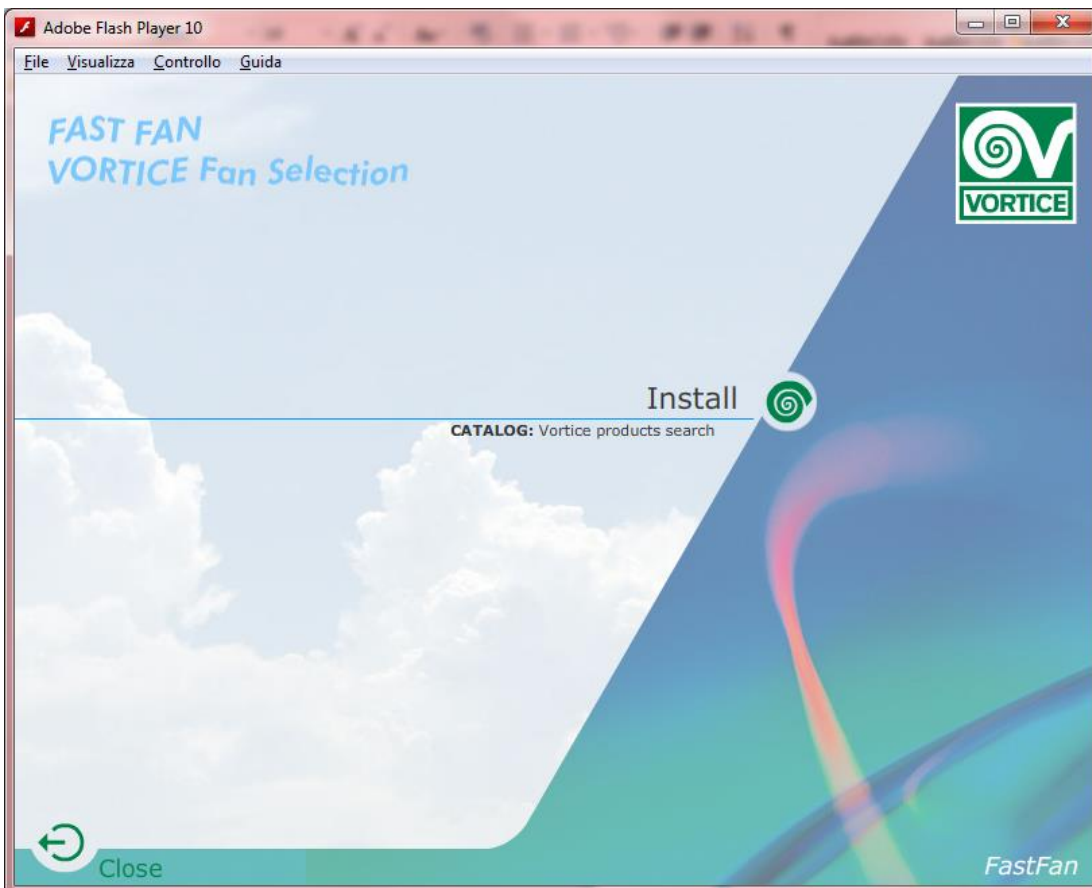 Adobe Flash Player 10
File Visualizza Controllo Guida
FAST FAN
VORTICE Fan Selection
VORTICE
Install
CATALOG: Vortice products search
Close
FastFan